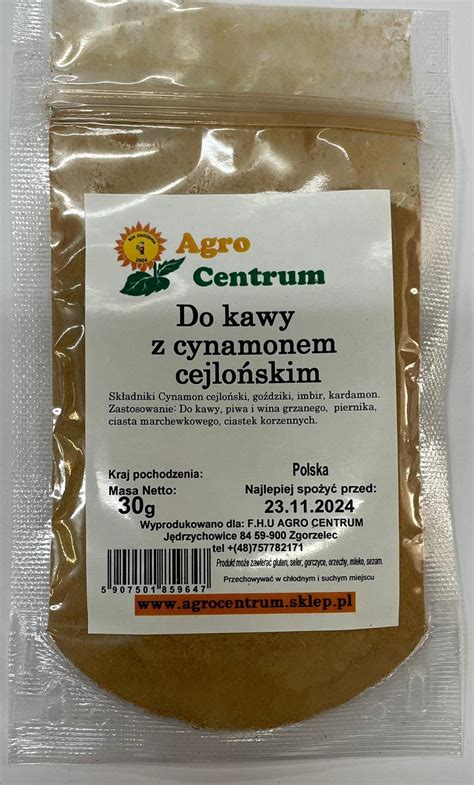 Agro
Centrum
2004
Do kawy
z cynamonem
cejlońskim
Składniki Cynamon cejloński, goździki, imbir, kardamon.
Zastosowanie: Do kawy, piwa i wina grzanego, piernika,
ciasta marchewkowego, ciastek korzennych.
Kraj pochodzenia: Polska
Masa Netto: Najlepiej spożyć przed:
30g 23.11.2024
Wyprodukowano dla: F.H.U AGRO CENTRUM
Jędrzychowice 84 59-900 Zgorzelec
tel +(48)757782171
Produkt może zawierać gluten, seler, gorczyce, orzechy, mleko, sezam.
Przechowywać w chłodnym i suchym miejscu
5 907501 859647
www.agrocentrum.sklep.pl